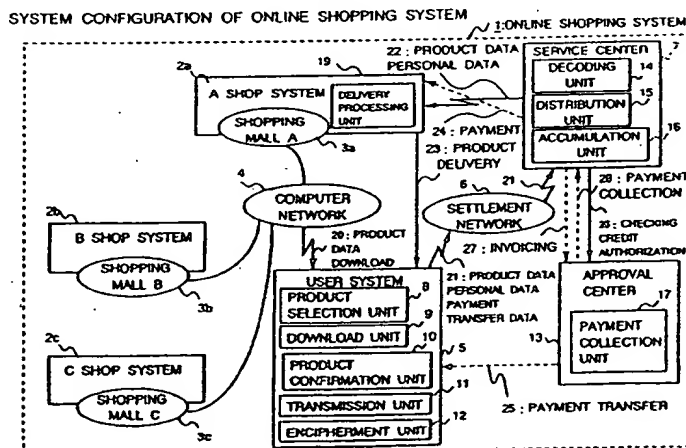 SYSTEM CONFIGURATION OF ONLINE SHOPPING SYSTEM
1:ONLINE SHOPPING SYSTEM
22 : PRODUCT DATA
PERSONAL DATA
SERVICE CENTER
7
19
2a
A SHOP SYSTEM
DELIVERY
PROCESSING
UNIT
SHOPPING
MALL A
3a
DECODING
UNIT
14
DISTRIBUTION
UNIT
15
ACCUMULATION
UNIT
16
24 : PAYMENT
23 : PRODUCT
DELIVERY
4
COMPUTER
NETWORK
6
21
SETTLEMENT
NETWORK
28 : PAYMENT
COLLECTION
2b
B SHOP SYSTEM
SHOPPING
MALL B
3b
20 : PRODUCT
DATA
DOWNLOAD
27 : INVOICING
CHECKING
CREDIT
AUTHORIZATION
USER SYSTEM
PRODUCT
SELECTION UNIT
8
DOWNLOAD UNIT
9
10
PRODUCT
CONFIRMATION UNIT
5
TRANSMISSION UNIT
11
ENCIPHERMENT UNIT
12
21 : PRODUCT DATA
PERSONAL DATA
PAYMENT
TRANSFER DATA
APPROVAL
CENTER
17
13
PAYMENT
COLLECTION
UNIT
2c
C SHOP SYSTEM
SHOPPING
MALL C
3c
25 : PAYMENT TRANSFER